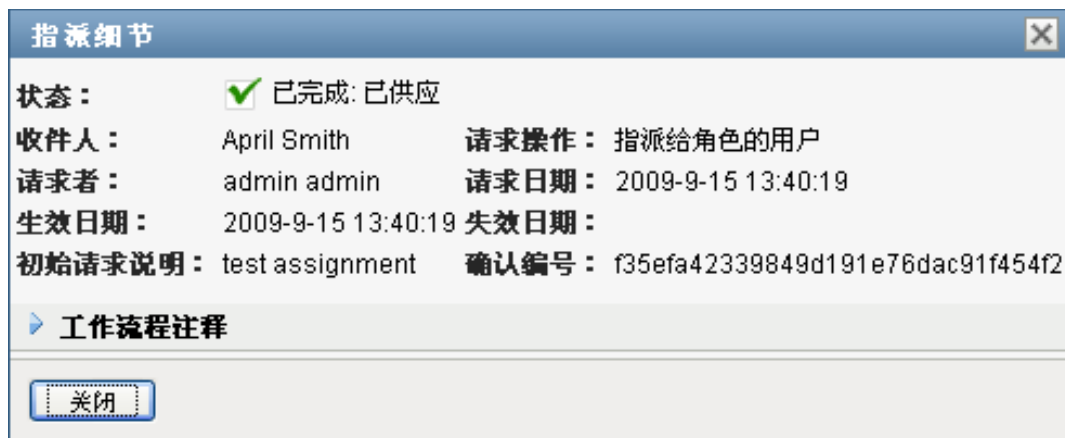 指派细节
状态： 已完成: 已供应
收件人： April Smith 请求操作： 指派给角色的用户
请求者： admin admin 请求日期： 2009-9-15 13:40:19
生效日期： 2009-9-15 13:40:19 失效日期：
初始请求说明： test assignment 确认编号： f35efa42339849d191e76dac91f454f2
工作流程注释
关闭